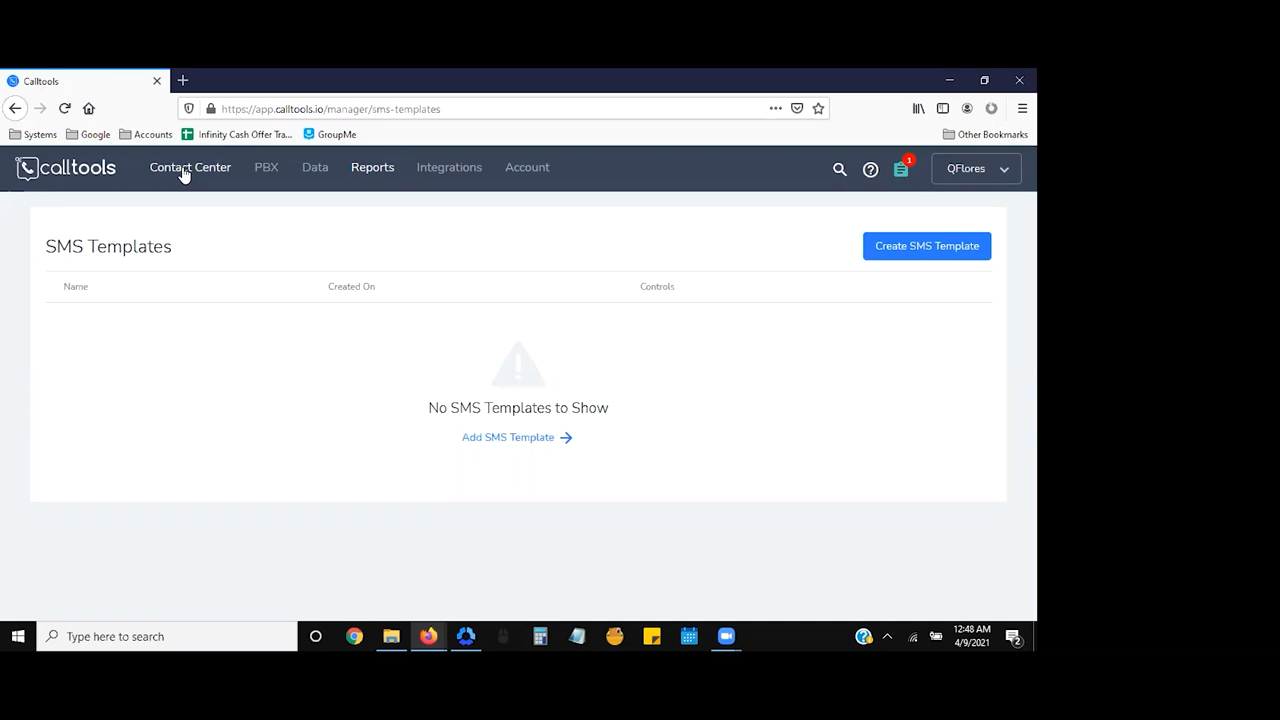 Calltools
https://app.calltools.io/manager/sms-templates
Systems Google Accounts Infinity Cash Offer Tra... GroupMe Other Bookmarks
calltools Contact Center PBX Data Reports Integrations Account 1 QFlores
SMS Templates Create SMS Template
Name Created On Controls
No SMS Templates to Show
Add SMS Template
Type here to search
12:48 AM
4/9/2021
2